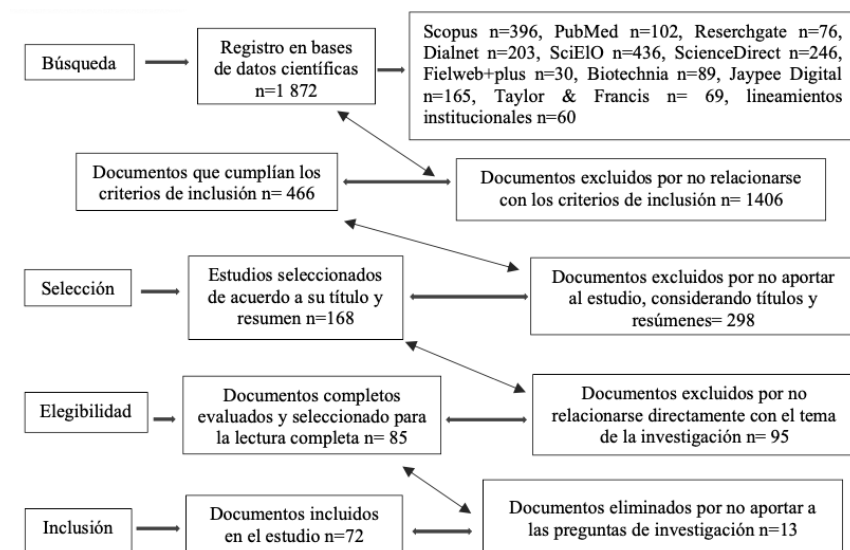 Búsqueda
Registro en bases
de datos científicas
n=1 872
Scopus n=396, PubMed n=102, Reserchgate n=76,
Dialnet n=203, SciElO n=436, ScienceDirect n=246,
Fielweb+plus n=30, Biotechnia n=89, Jaypee Digital
n=165, Taylor & Francis n= 69, lineamientos
institucionales n=60
Documentos que cumplían los
criterios de inclusión n= 466
Documentos excluidos por no relacionarse
con los criterios de inclusión n= 1406
Selección
Estudios seleccionados
de acuerdo a su título y
resumen n=168
Documentos excluidos por no aportar
al estudio, considerando títulos y
resúmenes= 298
Elegibilidad
Documentos completos
evaluados y seleccionado para
la lectura completa n= 85
Documentos excluidos por no
relacionarse directamente con el tema
de la investigación n= 95
Inclusión
Documentos incluidos
en el estudio n=72
Documentos eliminados por no aportar a
las preguntas de investigación n=13